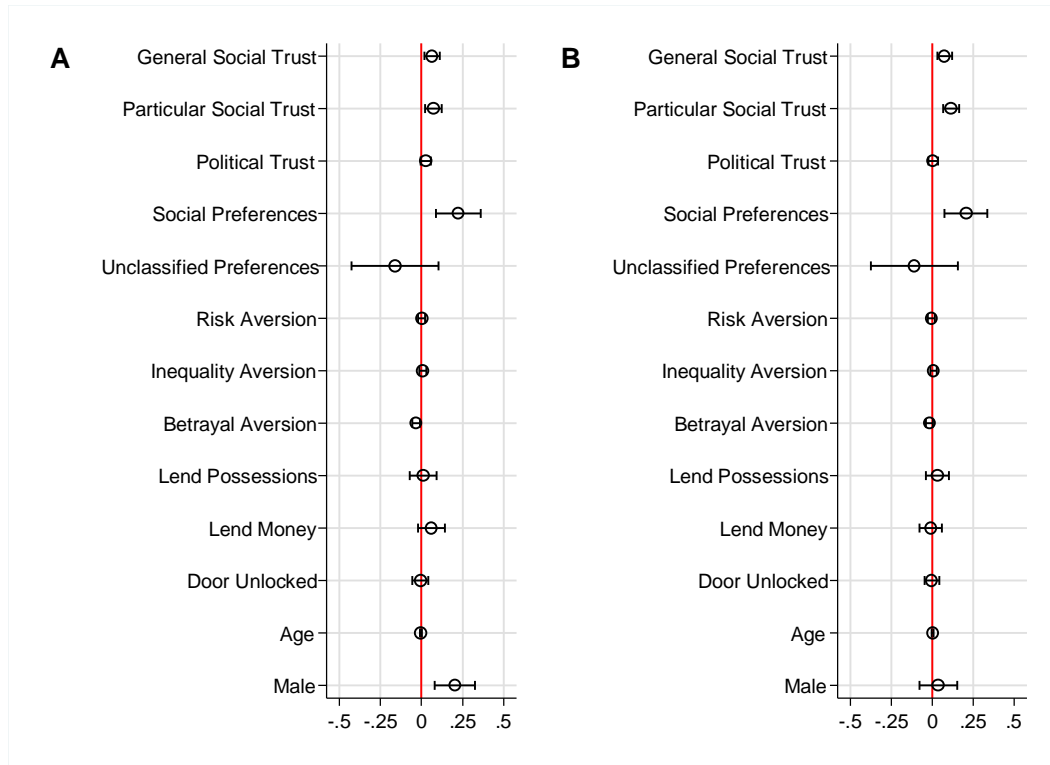 A
General Social Trust
Particular Social Trust
Political Trust
Social Preferences
Unclassified Preferences
Risk Aversion
Inequality Aversion
Betrayal Aversion
Lend Possessions
Lend Money
Door Unlocked
Age
Male
-.5 -.25 0 .25 .5
B
General Social Trust
Particular Social Trust
Political Trust
Social Preferences
Unclassified Preferences
Risk Aversion
Inequality Aversion
Betrayal Aversion
Lend Possessions
Lend Money
Door Unlocked
Age
Male
-.5 -.25 0 .25 .5